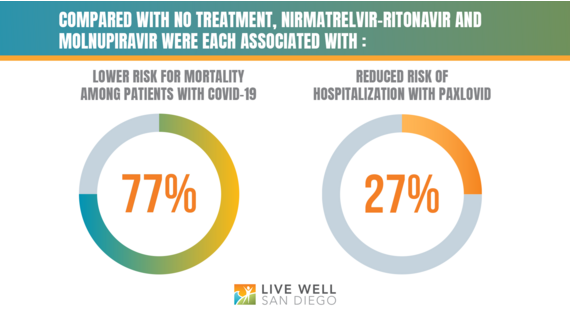 COMPARED WITH NO TREATMENT, NIRMATRELVIR-RITONAVIR AND
MOLNUPIRAVIR WERE EACH ASSOCIATED WITH :
LOWER RISK FOR MORTALITY
AMONG PATIENTS WITH COVID-19
77%
REDUCED RISK OF
HOSPITALIZATION WITH PAXLOVID
27%
LIVE WELL
SAN DIEGO